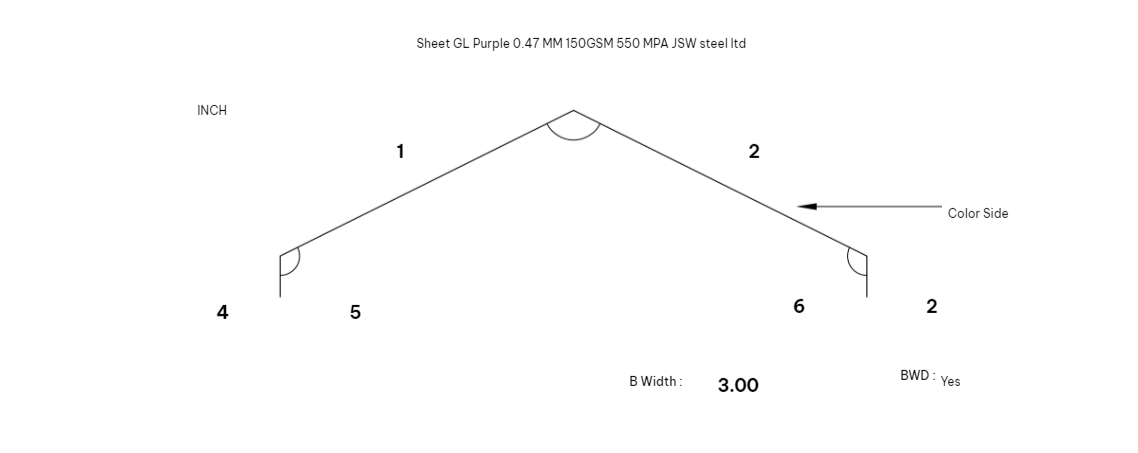 Sheet GL Purple 0.47 MM 150GSM 550 MPA JSW steel ltd
INCH
1
2
Color Side
4
5
6
2
B Width : 3.00
BWD : Yes